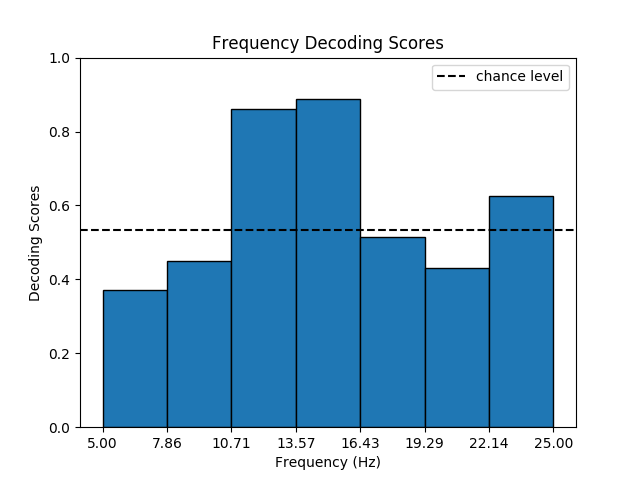 Frequency Decoding Scores
1.0
chance level
0.8
0.6
Decoding Scores
0.4
0.2
0.0
5.00 7.86 10.71 13.57 16.43 19.29 22.14 25.00
Frequency (Hz)